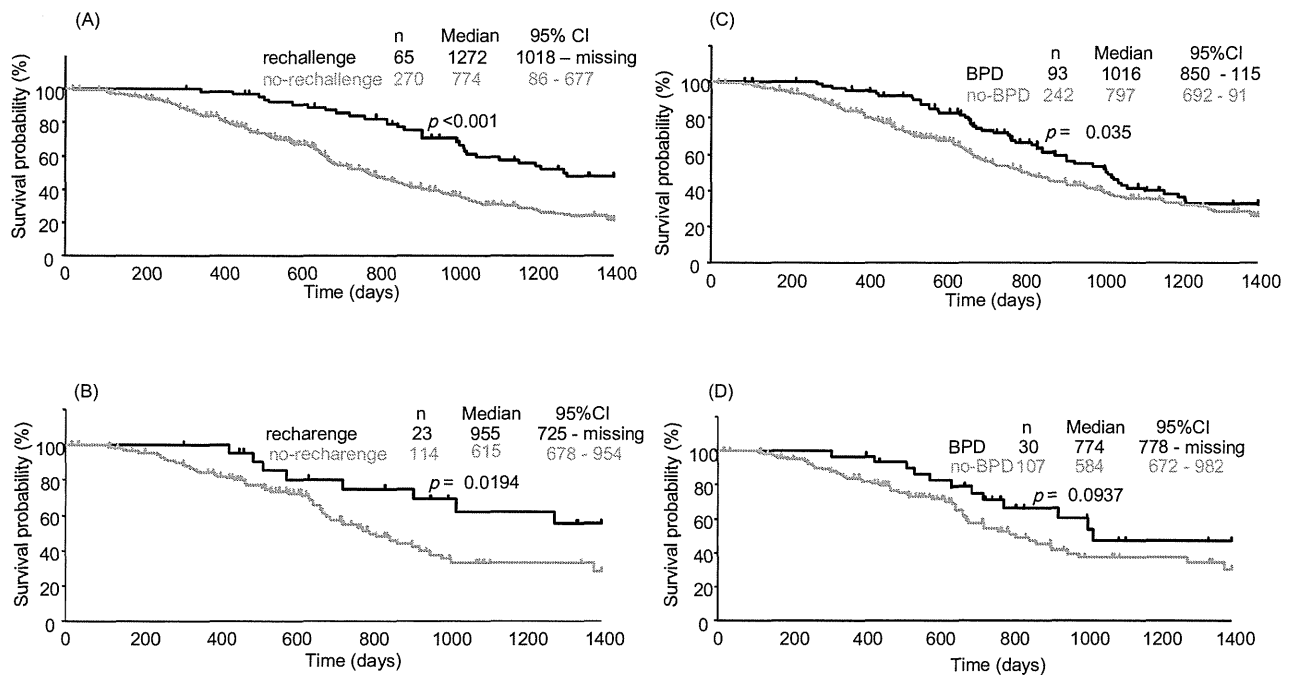 (A)
n Median 95% CI
rechallenge 65 1272 1018 – missing
no-rechallenge 270 774 86 - 677
p <0.001
Survival probability (%)
100
80
60
40
20
0
0 200 400 600 800 1000 1200 1400
Time (days)
(C)
n Median 95%CI
BPD 93 1016 850 - 115
no-BPD 242 797 692 - 91
p = 0.035
Survival probability (%)
100
80
60
40
20
0
0 200 400 600 800 1000 1200 1400
Time (days)
(B)
n Median 95%CI
recharenge 23 955 725 - missing
no-recharenge 114 615 678 - 954
p = 0.0194
Survival probability (%)
100
80
60
40
20
0
0 200 400 600 800 1000 1200 1400
Time (days)
(D)
n Median 95%CI
BPD 30 774 778 - missing
no-BPD 107 584 672 - 982
p = 0.0937
Survival probability (%)
100
80
60
40
20
0
0 200 400 600 800 1000 1200 1400
Time (days)